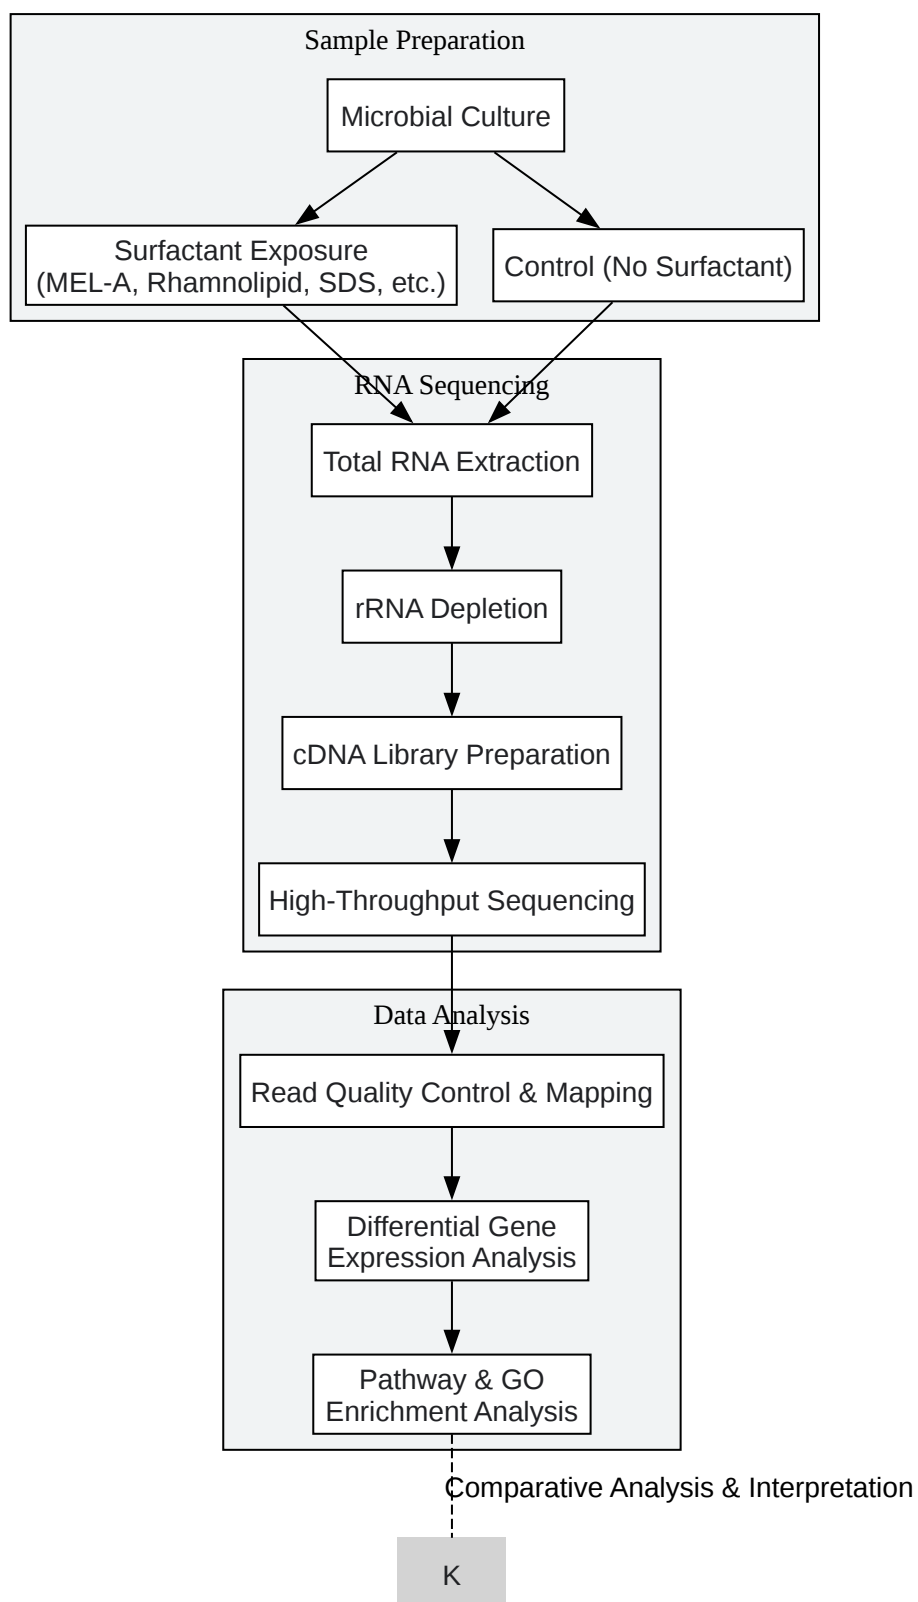 Sample Preparation
Microbial Culture
Surfactant Exposure
(MEL-A, Rhamnolipid, SDS, etc.)
Control (No Surfactant)
RNA Sequencing
Total RNA Extraction
rRNA Depletion
cDNA Library Preparation
High-Throughput Sequencing
Data Analysis
Read Quality Control & Mapping
Differential Gene
Expression Analysis
Pathway & GO
Enrichment Analysis
Comparative Analysis & Interpretation
K